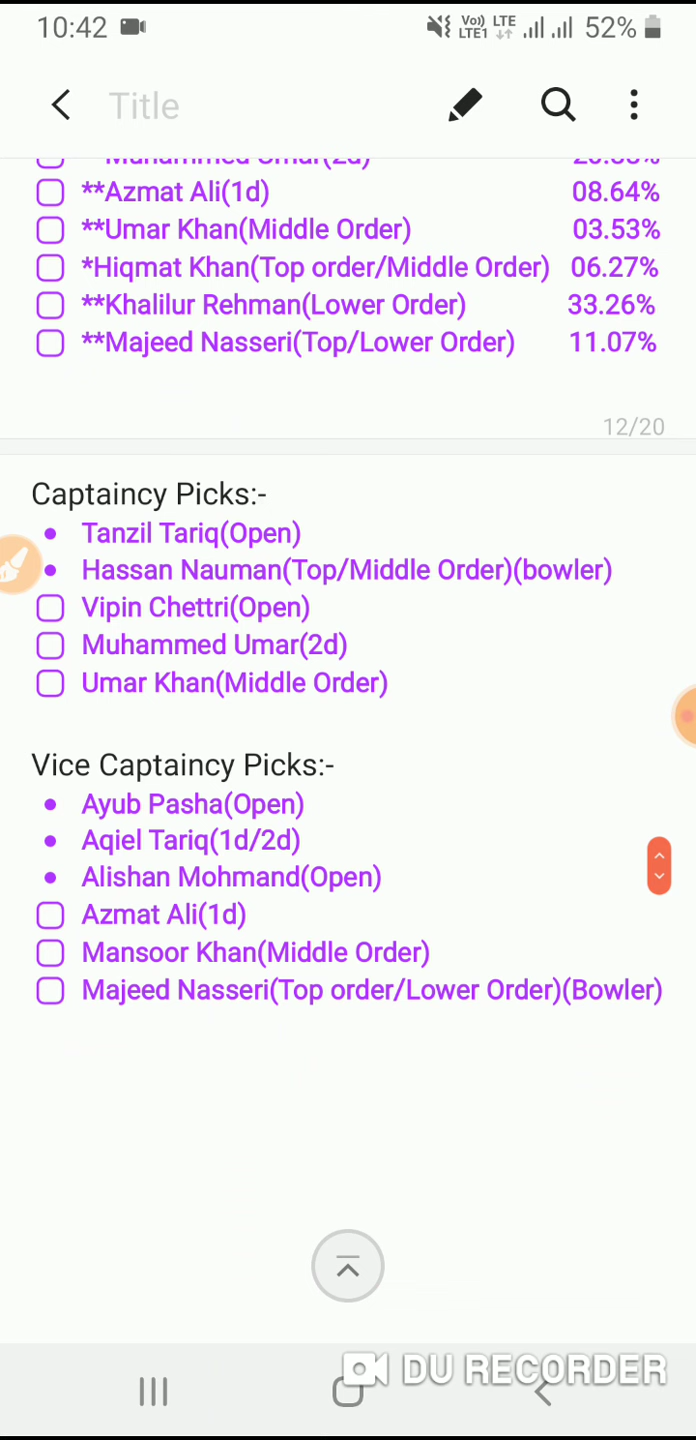 10:42 Vo)) LTE1 LTE 52%
Title
**Azmat Ali(1d) 08.64%
**Umar Khan(Middle Order) 03.53%
*Hiqmat Khan(Top order/Middle Order) 06.27%
**Khalilur Rehman(Lower Order) 33.26%
**Majeed Nasseri(Top/Lower Order) 11.07%
12/20
Captaincy Picks:-
Tanzil Tariq(Open)
Hassan Nauman(Top/Middle Order)(bowler)
Vipin Chettri(Open)
Muhammed Umar(2d)
Umar Khan(Middle Order)
Vice Captaincy Picks:-
Ayub Pasha(Open)
Aqiel Tariq(1d/2d)
Alishan Mohmand(Open)
Azmat Ali(1d)
Mansoor Khan(Middle Order)
Majeed Nasseri(Top order/Lower Order)(Bowler)
DU RECORDER